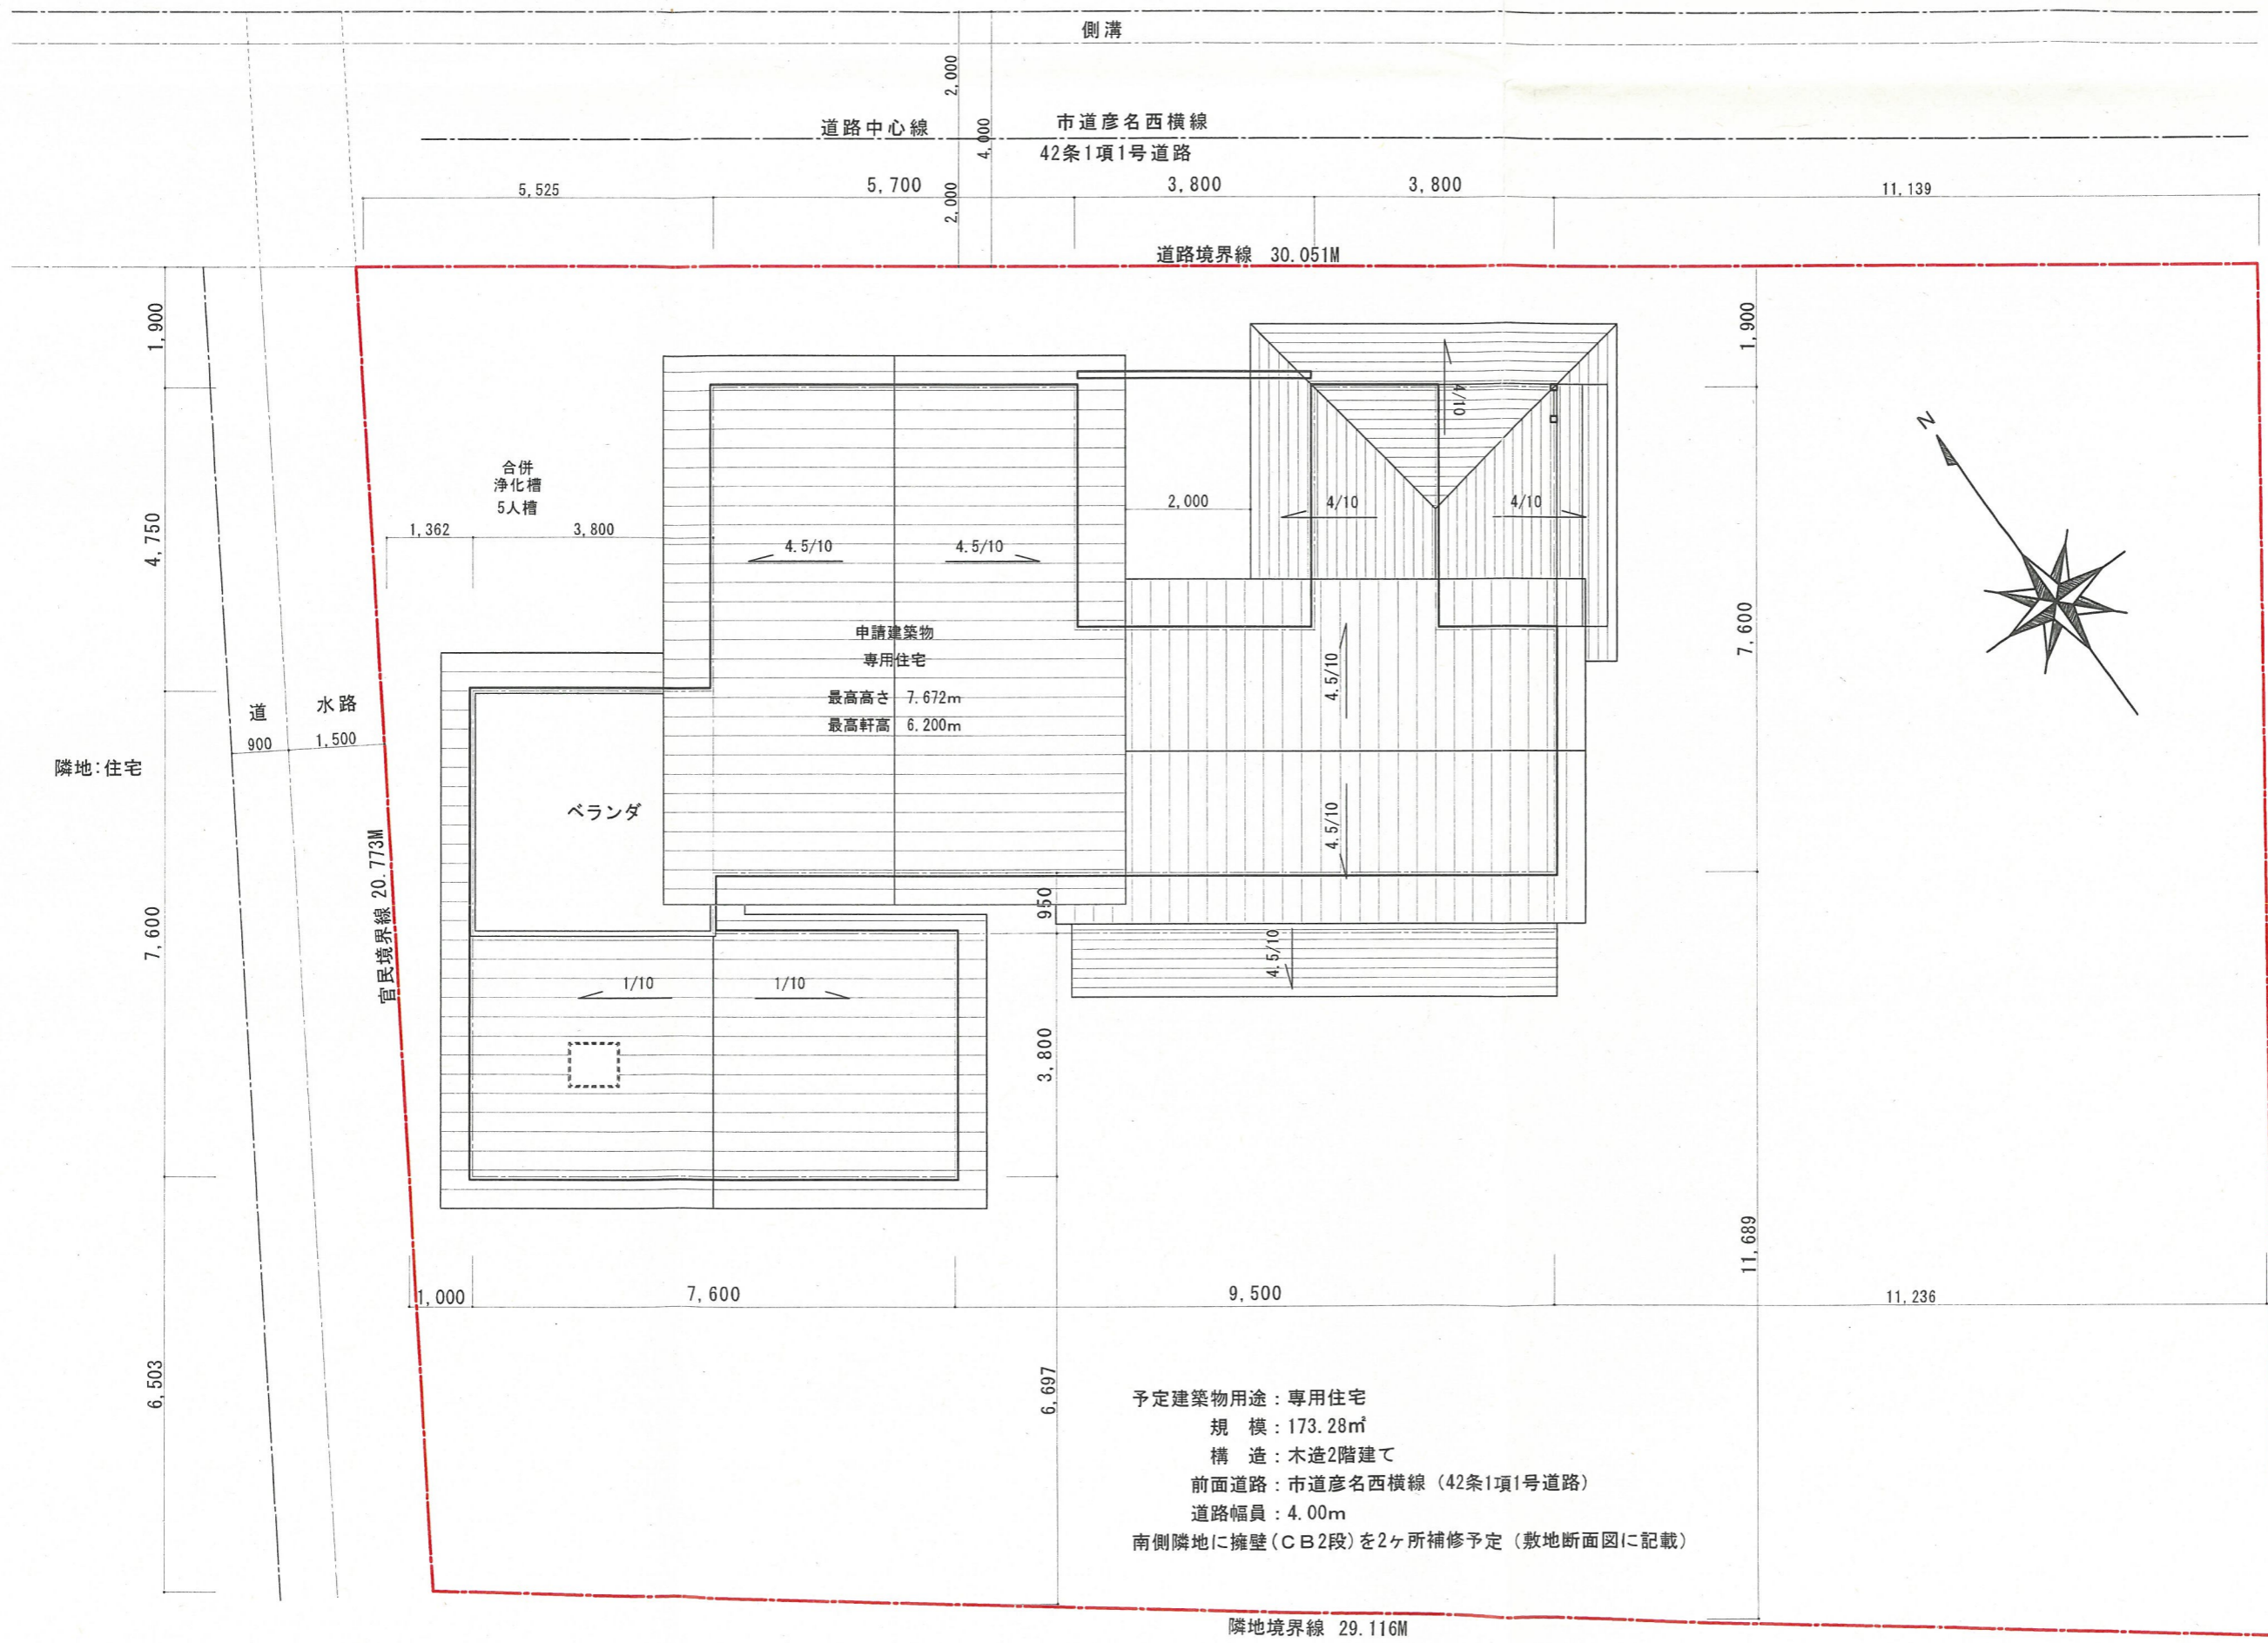 側溝
2,000
道路中心線
市道彦名西横線
4,000
42条1項1号道路
5,525
5,700
2,000
3,800
3,800
11,139
道路境界線 30.051M
1,900
1,900
4/10
N
合併
浄化槽
5人槽
1,362
3,800
2,000
4/10
4/10
4,750
4.5/10
4.5/10
申請建築物
専用住宅
最高高さ 7.672m
最高軒高 6.200m
4.5/10
7,600
道
水路
900
1,500
隣地:住宅
ベランダ
4.5/10
官民境界線 20.773M
7,600
950
4.5/10
1/10
1/10
3,800
11,689
1,000
7,600
9,500
11,236
6,503
6,697
予定建築物用途:専用住宅
規 模:173.28㎡
構 造:木造2階建て
前面道路:市道彦名西横線(42条1項1号道路)
道路幅員:4.00m
南側隣地に擁壁(CB2段)を2ヶ所補修予定(敷地断面図に記載)
隣地境界線 29.116M